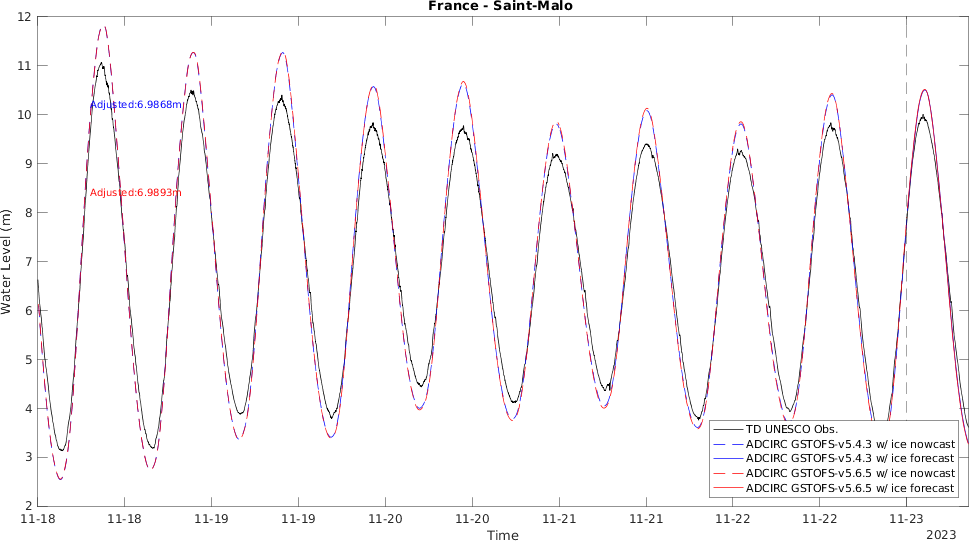 France - Saint-Malo
12
11
10
9
8
7
6
5
4
3
2
Water Level (m)
Adjusted:6.9868m
Adjusted:6.9893m
TD UNESCO Obs.
ADCIRC GSTOFS-v5.4.3 w/ ice nowcast
ADCIRC GSTOFS-v5.4.3 w/ ice forecast
ADCIRC GSTOFS-v5.6.5 w/ ice nowcast
ADCIRC GSTOFS-v5.6.5 w/ ice forecast
11-18 11-18 11-19 11-19 11-20 11-20 11-21 11-21 11-22 11-22 11-23
Time
2023